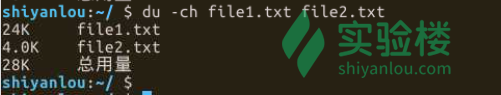 shiyanlou:~/ $ du -ch file1.txt file2.txt
24K file1.txt
4.0K file2.txt
28K 总用量
shiyanlou:~/ $
实验楼
shiyanlou.com